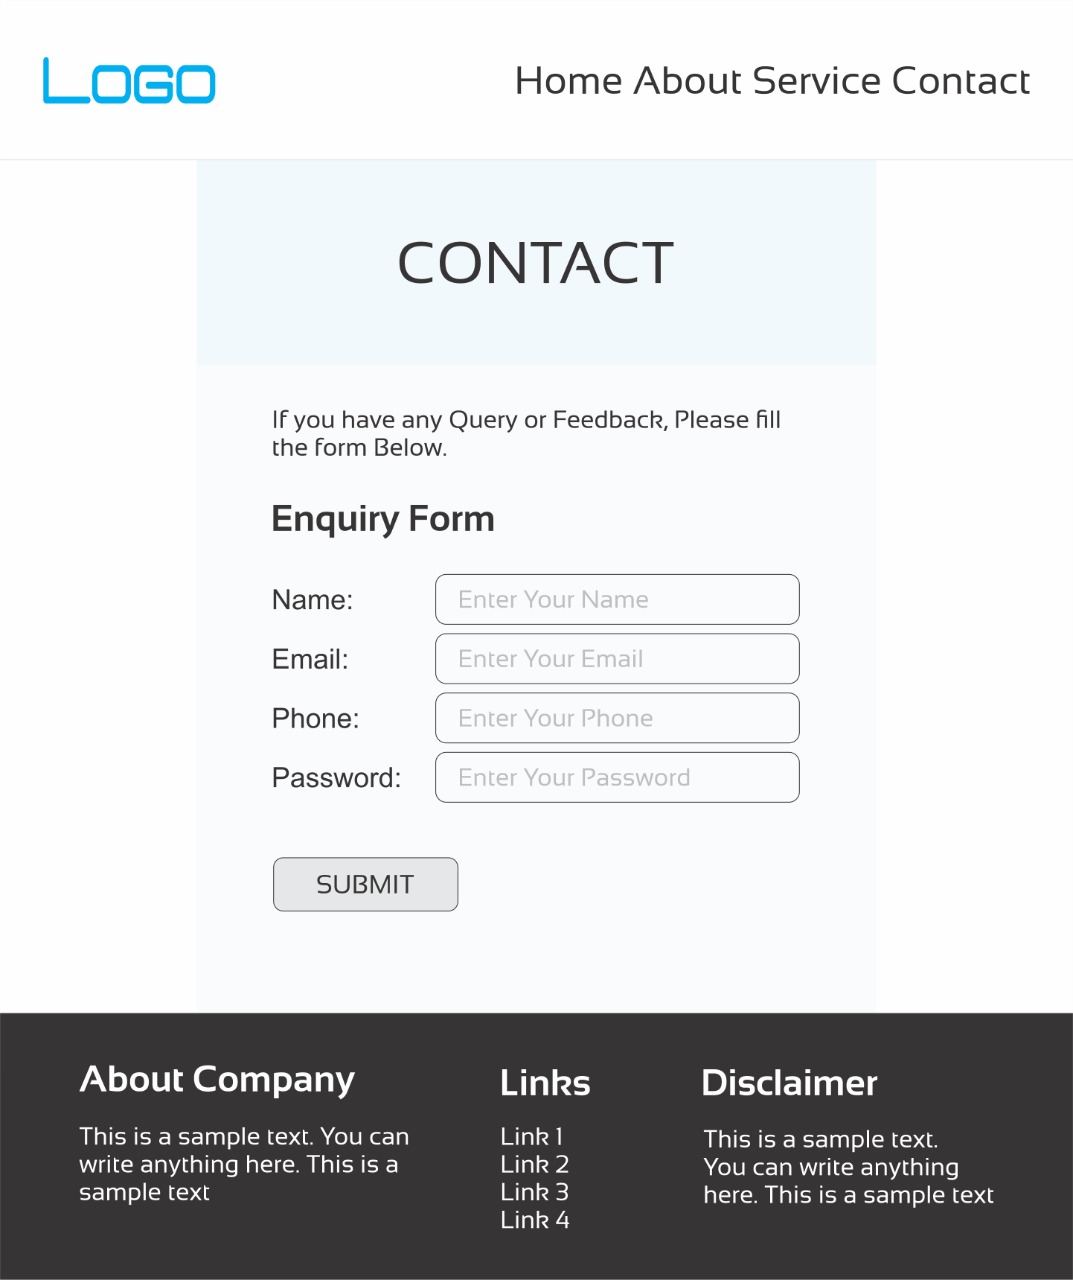 LOGO
Home About Service Contact
CONTACT
If you have any Query or Feedback, Please fill
the form Below.
Enquiry Form
Name: Enter Your Name
Email: Enter Your Email
Phone: Enter Your Phone
Password: Enter Your Password
SUBMIT
About Company
This is a sample text. You can
write anything here. This is a
sample text
Links
Link 1
Link 2
Link 3
Link 4
Disclaimer
This is a sample text.
You can write anything
here. This is a sample text